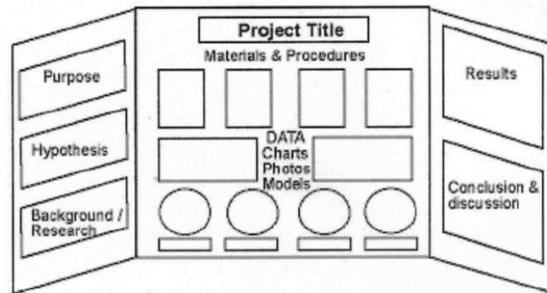 Project Title
Materials & Procedures
Purpose
Hypothesis
Background /
Research
DATA
Charts
Photos
Models
Results
Conclusion &
discussion